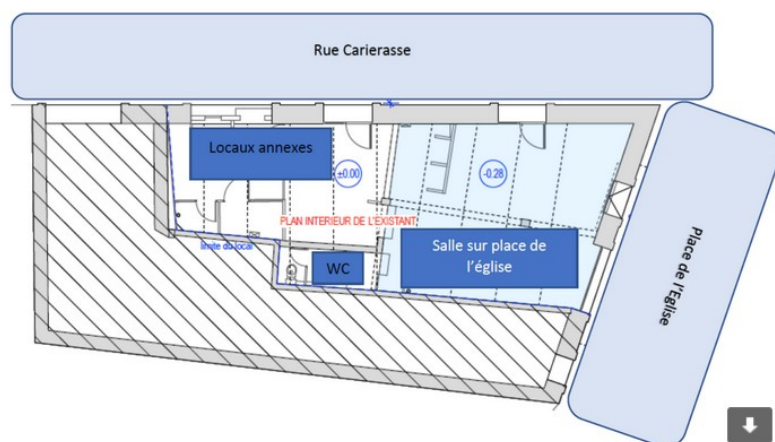 Rue Carierasse
Locaux annexes
±0.00
-0.28
PLAN INTERIEUR DE L'EXISTANT
limite du local
WC
Salle sur place de
l'église
Place de l'Eglise